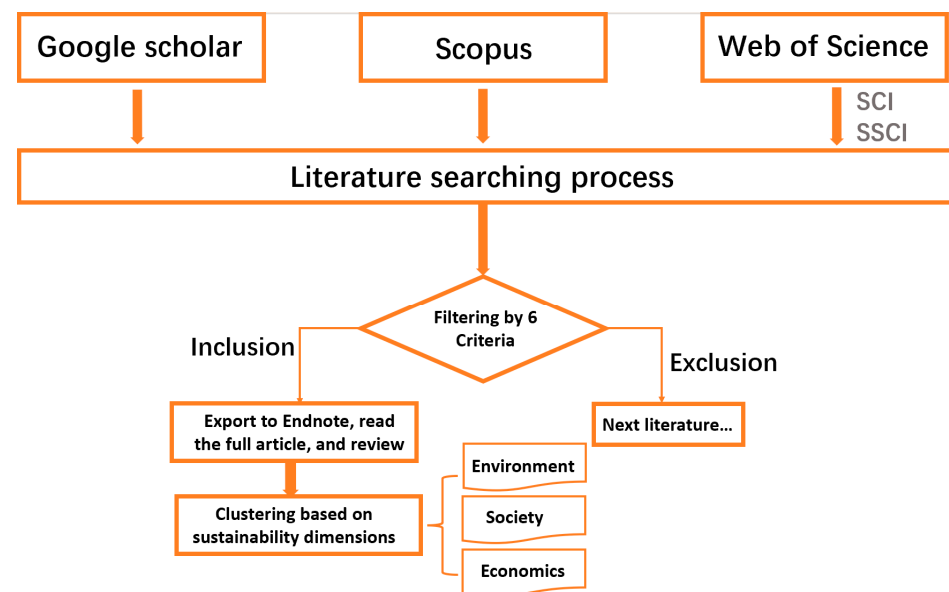 Google scholar
Scopus
Web of Science
SCI
SSCI
Literature searching process
Filtering by 6
Criteria
Inclusion
Exclusion
Export to Endnote, read
the full article, and review
Next literature...
Environment
Clustering based on
sustainability dimensions
Society
Economics